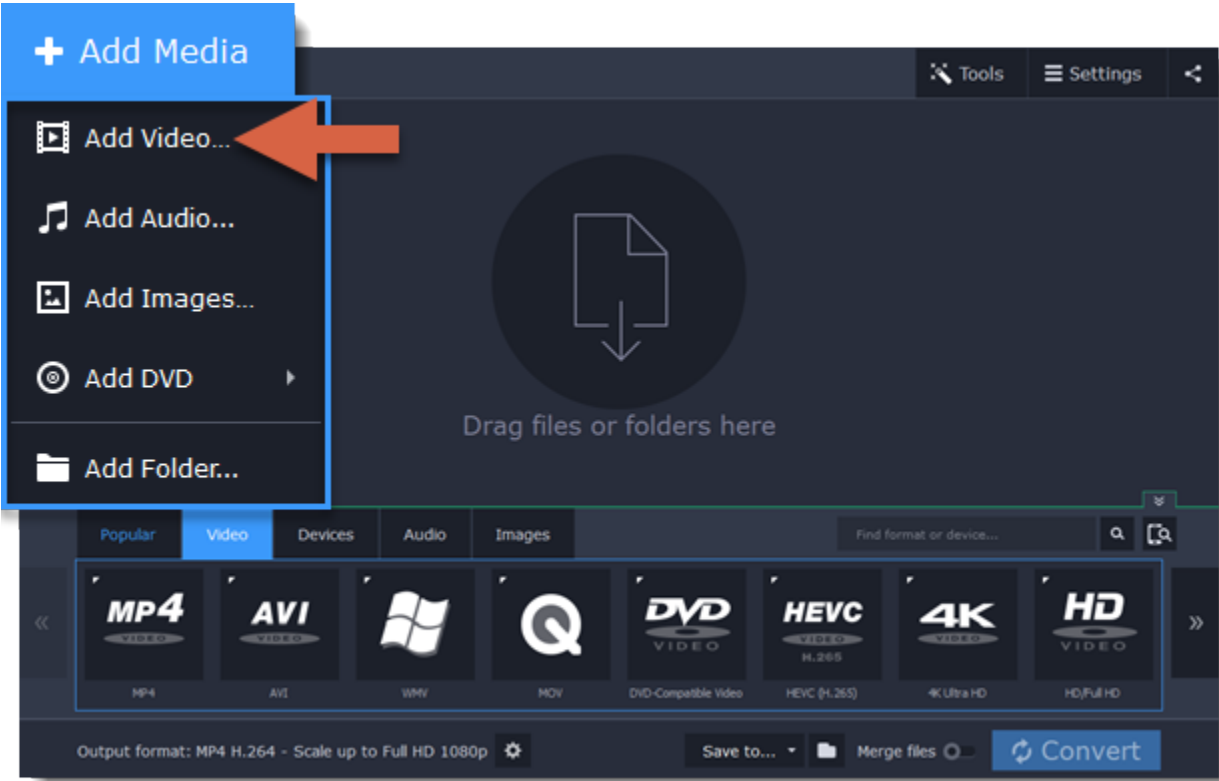 Add Media
Tools
Settings
Add Video...
Add Audio...
Add Images...
Add DVD
Add Folder...
Drag files or folders here
Popular
Video
Devices
Audio
Images
Find format or device...
MP4
VIDEO
MP4
AVI
VIDEO
AVI
WMV
MOV
DVD
VIDEO
DVD-Compatible Video
HEVC
VIDEO
H.265
HEVC (H.265)
4K
VIDEO
4K Ultra HD
HD
VIDEO
HD/Full HD
Output format: MP4 H.264 - Scale up to Full HD 1080p
Save to...
Merge files
Convert